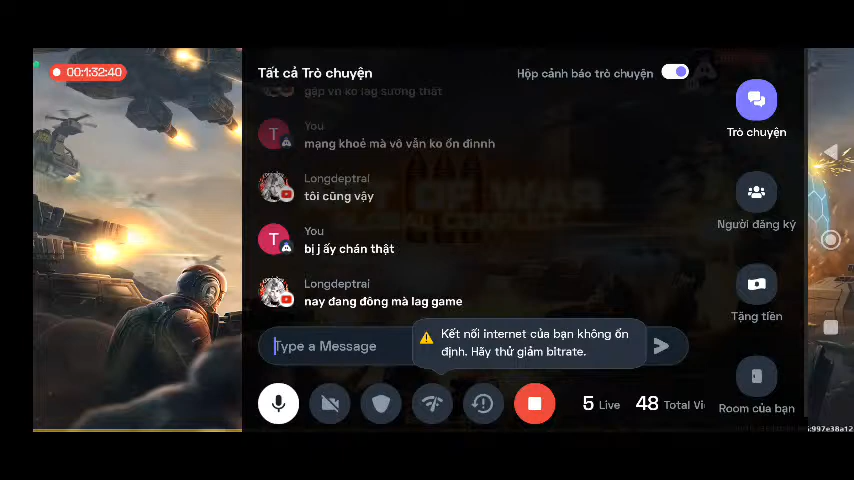 00:1:32:40
Tất cả Trò chuyện
Hộp cảnh báo trò chuyện
gặp vn ko lag sương thật
You
mạng khoẻ mà vô vẫn ko ổn đinnh
Longdeptrai
tôi cũng vậy
You
bị j ấy chán thật
Longdeptrai
nay đang đông mà lag game
Type a Message
Kết nối internet của bạn không ổn
định. Hãy thử giảm bitrate.
5 Live
48 Total Vi
Trò chuyện
Người đăng ký
Tặng tiền
Room của bạn
T
T